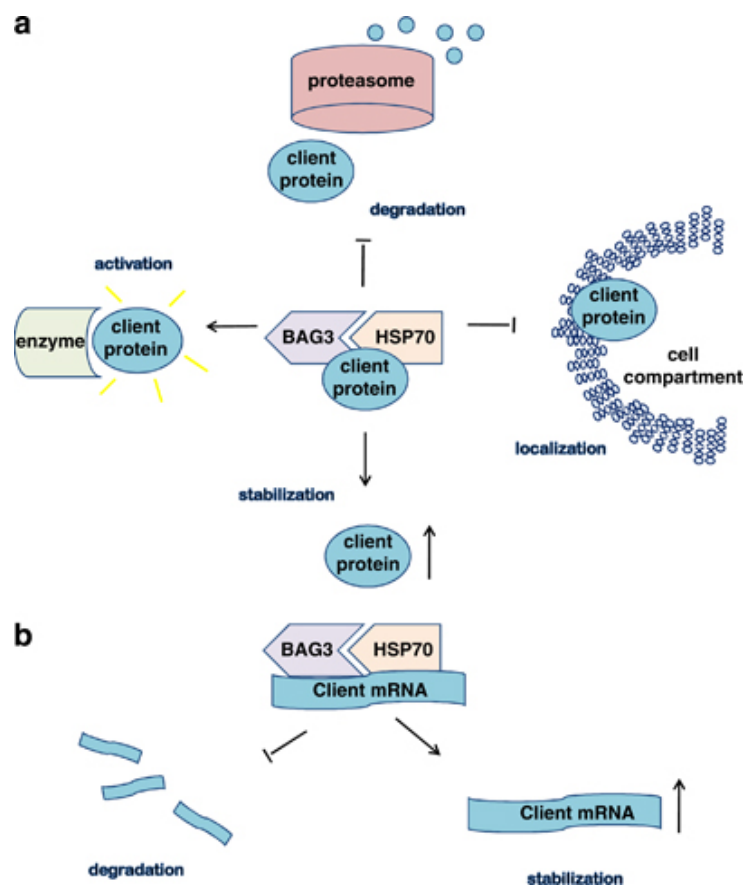 a
proteasome
client
protein
degradation
activation
enzyme
client
protein
BAG3
HSP70
client
protein
client
protein
cell
compartment
localization
stabilization
client
protein
b
BAG3
HSP70
Client mRNA
degradation
Client mRNA
stabilization